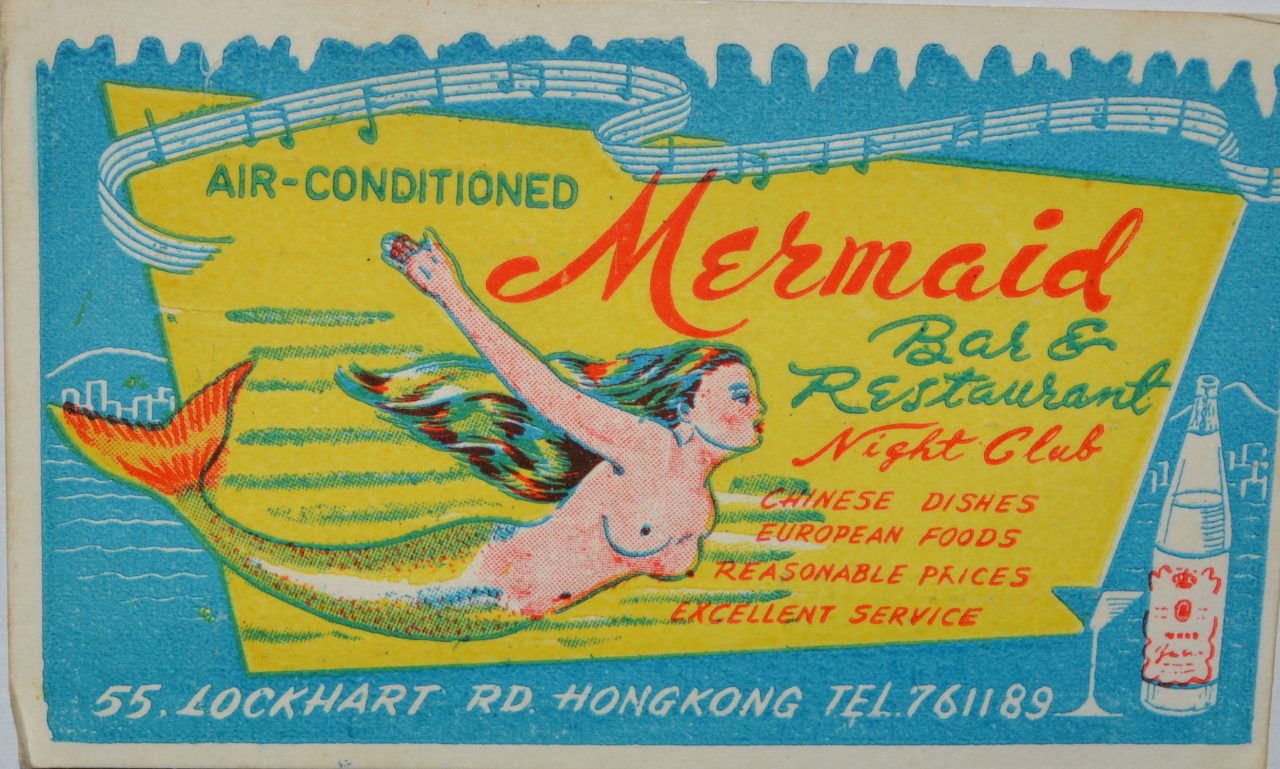 AIR-CONDITIONED
Mermaid
Bar &
Restaurant
Night Club
CHINESE DISHES
EUROPEAN FOODS
REASONABLE PRICES
EXCELLENT SERVICE
55. LOCKHART RD. HONGKONG TEL. 761189